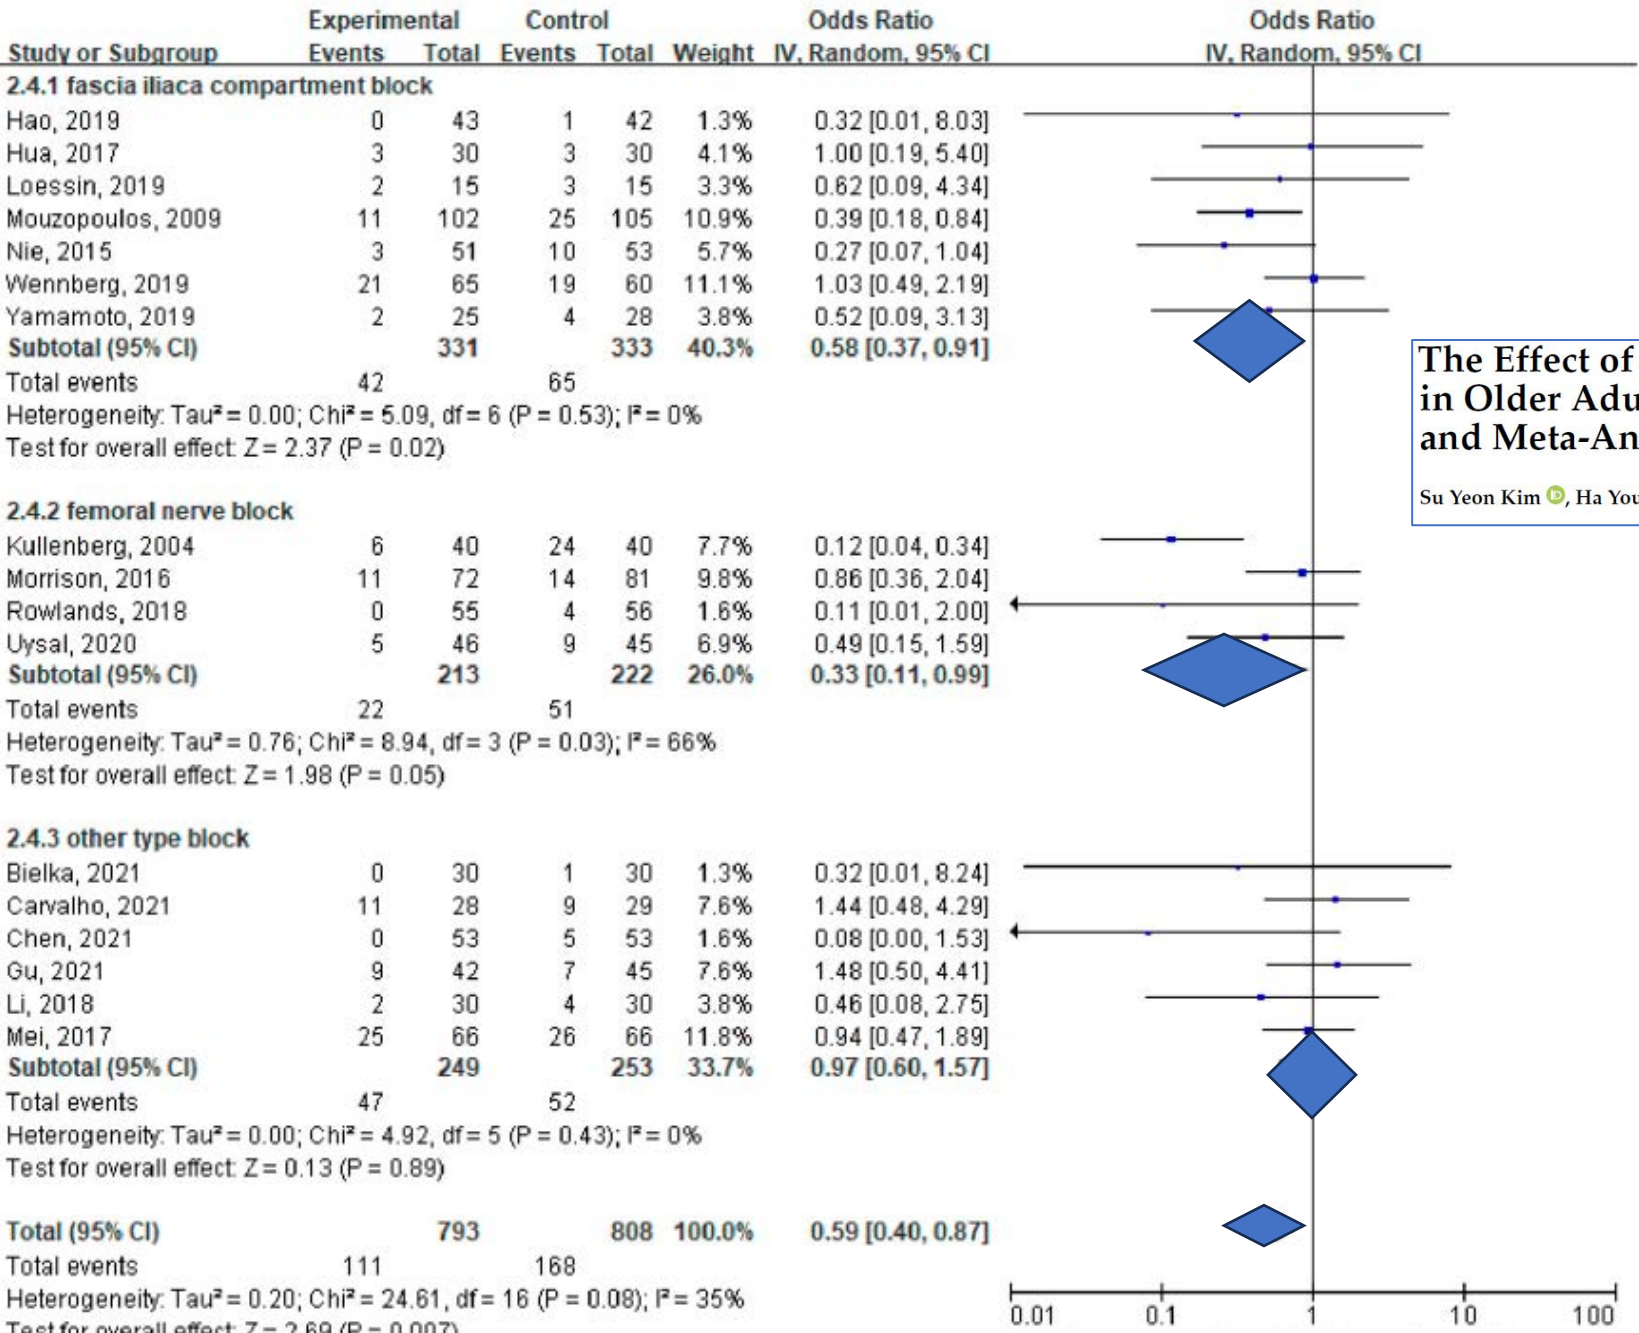 Experimental Control Odds Ratio Odds Ratio
Study or Subgroup Events Total Events Total Weight IV, Random, 95% CI IV, Random, 95% CI
2.4.1 fascia iliaca compartment block
Hao, 2019 0 43 1 42 1.3% 0.32 [0.01, 8.03]
Hua, 2017 3 30 3 30 4.1% 1.00 [0.19, 5.40]
Loessin, 2019 2 15 3 15 3.3% 0.62 [0.09, 4.34]
Mouzopoulos, 2009 11 102 25 105 10.9% 0.39 [0.18, 0.84]
Nie, 2015 3 51 10 53 5.7% 0.27 [0.07, 1.04]
Wennberg, 2019 21 65 19 60 11.1% 1.03 [0.49, 2.19]
Yamamoto, 2019 2 25 4 28 3.8% 0.52 [0.09, 3.13]
Subtotal (95% CI) 331 333 40.3% 0.58 [0.37, 0.91]
Total events 42 65
Heterogeneity: Tau² = 0.00; Chi² = 5.09, df = 6 (P = 0.53); I² = 0%
Test for overall effect: Z = 2.37 (P = 0.02)
The Effect of
in Older Adu
and Meta-An
Su Yeon Kim iD, Ha You
2.4.2 femoral nerve block
Kullenberg, 2004 6 40 24 40 7.7% 0.12 [0.04, 0.34]
Morrison, 2016 11 72 14 81 9.8% 0.86 [0.36, 2.04]
Rowlands, 2018 0 55 4 56 1.6% 0.11 [0.01, 2.00]
Uysal, 2020 5 46 9 45 6.9% 0.49 [0.15, 1.59]
Subtotal (95% CI) 213 222 26.0% 0.33 [0.11, 0.99]
Total events 22 51
Heterogeneity: Tau² = 0.76; Chi² = 8.94, df = 3 (P = 0.03); I² = 66%
Test for overall effect: Z = 1.98 (P = 0.05)
2.4.3 other type block
Bielka, 2021 0 30 1 30 1.3% 0.32 [0.01, 8.24]
Carvalho, 2021 11 28 9 29 7.6% 1.44 [0.48, 4.29]
Chen, 2021 0 53 5 53 1.6% 0.08 [0.00, 1.53]
Gu, 2021 9 42 7 45 7.6% 1.48 [0.50, 4.41]
Li, 2018 2 30 4 30 3.8% 0.46 [0.08, 2.75]
Mei, 2017 25 66 26 66 11.8% 0.94 [0.47, 1.89]
Subtotal (95% CI) 249 253 33.7% 0.97 [0.60, 1.57]
Total events 47 52
Heterogeneity: Tau² = 0.00; Chi² = 4.92, df = 5 (P = 0.43); I² = 0%
Test for overall effect: Z = 0.13 (P = 0.89)
Total (95% CI) 793 808 100.0% 0.59 [0.40, 0.87]
Total events 111 168
Heterogeneity: Tau² = 0.20; Chi² = 24.61, df = 16 (P = 0.08); I² = 35%
Test for overall effect: Z = 2.69 (P = 0.007)
0.01 0.1 1 10 100